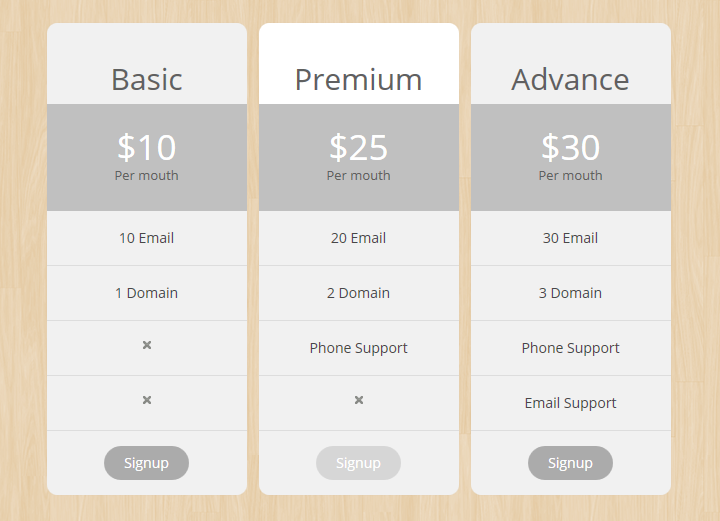 Basic
$10
Per mouth
10 Email
1 Domain
Signup
Premium
$25
Per mouth
20 Email
2 Domain
Phone Support
Signup
Advance
$30
Per mouth
30 Email
3 Domain
Phone Support
Email Support
Signup